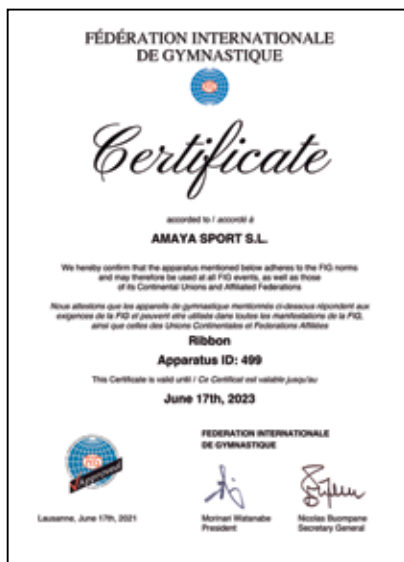 FÉDÉRATION INTERNATIONALE
DE GYMNASTIQUE
FIG
Certificate
accorded to / accordé à
AMAYA SPORT S.L.
We hereby confirm that the apparatus mentioned below adheres to the FIG norms
and may therefore be used at all FIG events, as well as those
of its Continental Unions and Affiliated Federations
Nous attestons que les appareils de gymnastique mentionnés ci-dessous répondent aux
exigences de la FIG et peuvent être utilisés dans toutes les manifestations de la FIG,
ainsi que celles des Unions Continentales et Federations Affiliées
Ribbon
Apparatus ID: 499
This Certificate is valid until / Ce Certificat est valable jusqu'au
June 17th, 2023
FEDERATION INTERNATIONALE
DE GYMNASTIQUE
FIG
Approved
Lausanne, June 17th, 2021
Morinari Watanabe
President
Nicolas Buompane
Secretary General